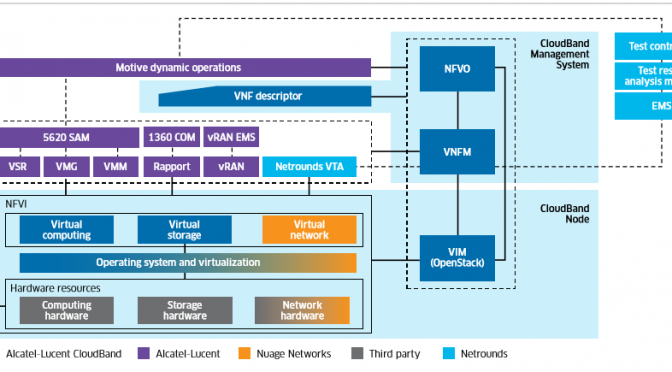 CloudBand
Management
System
Test
Motive dynamic operations
NFVO
Test
analysis
VNF descriptor
EMS
5620 SAM
1360 COM
vRAN EMS
VNFM
VSR
VMG
VMM
Rapport
vRAN
Netrounds VTA
NFVI
CloudBand
Node
Virtual
computing
Virtual
storage
Virtual
network
VIM
(OpenStack)
Operating system and virtualization
Hardware resources
Computing
hardware
Storage
hardware
Network
hardware
Alcatel-Lucent CloudBand
Alcatel-Lucent
Nuage Networks
Third party
Netrounds